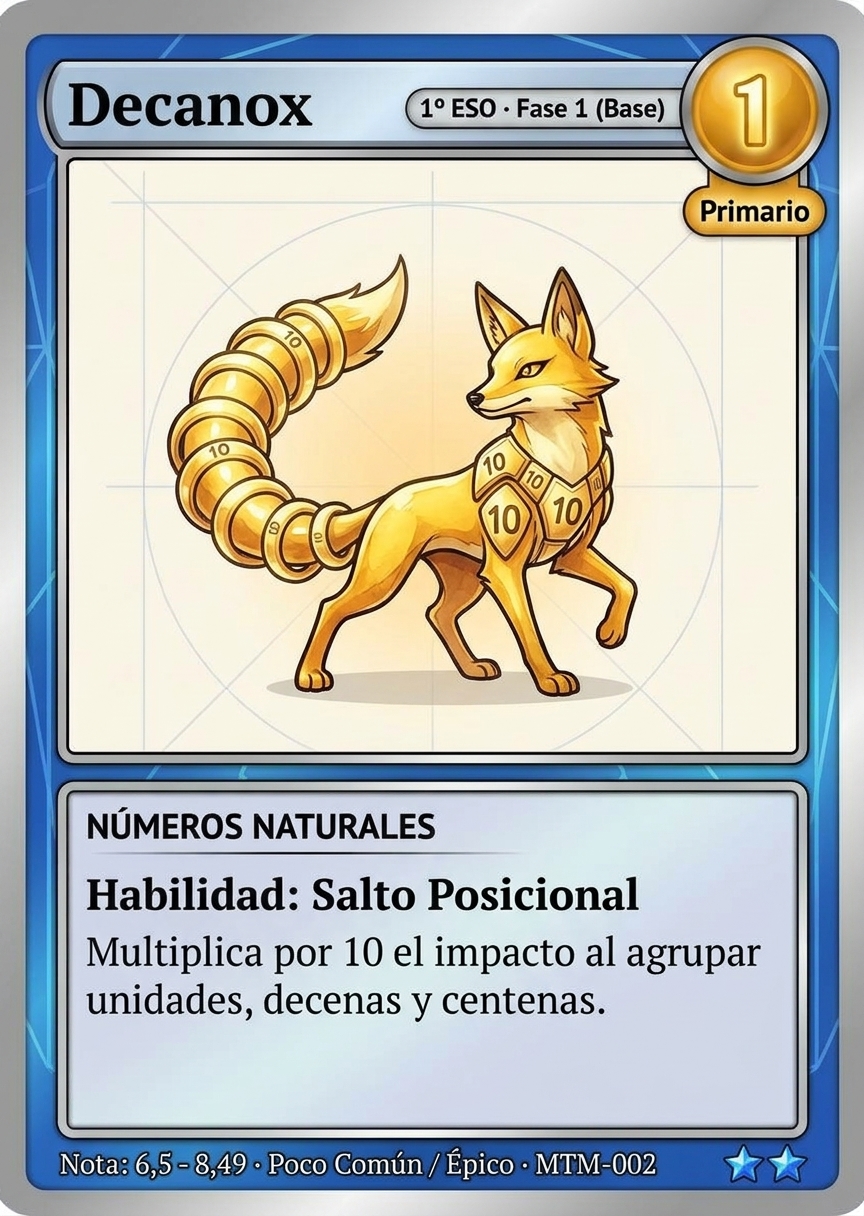 Decanox
1º ESO · Fase 1 (Base)
1
Primario
10
10
10
10
10
10
10
NÚMEROS NATURALES
Habilidad: Salto Posicional
Multiplica por 10 el impacto al agrupar
unidades, decenas y centenas.
Nota: 6,5 - 8,49 · Poco Común / Épico · MTM-002